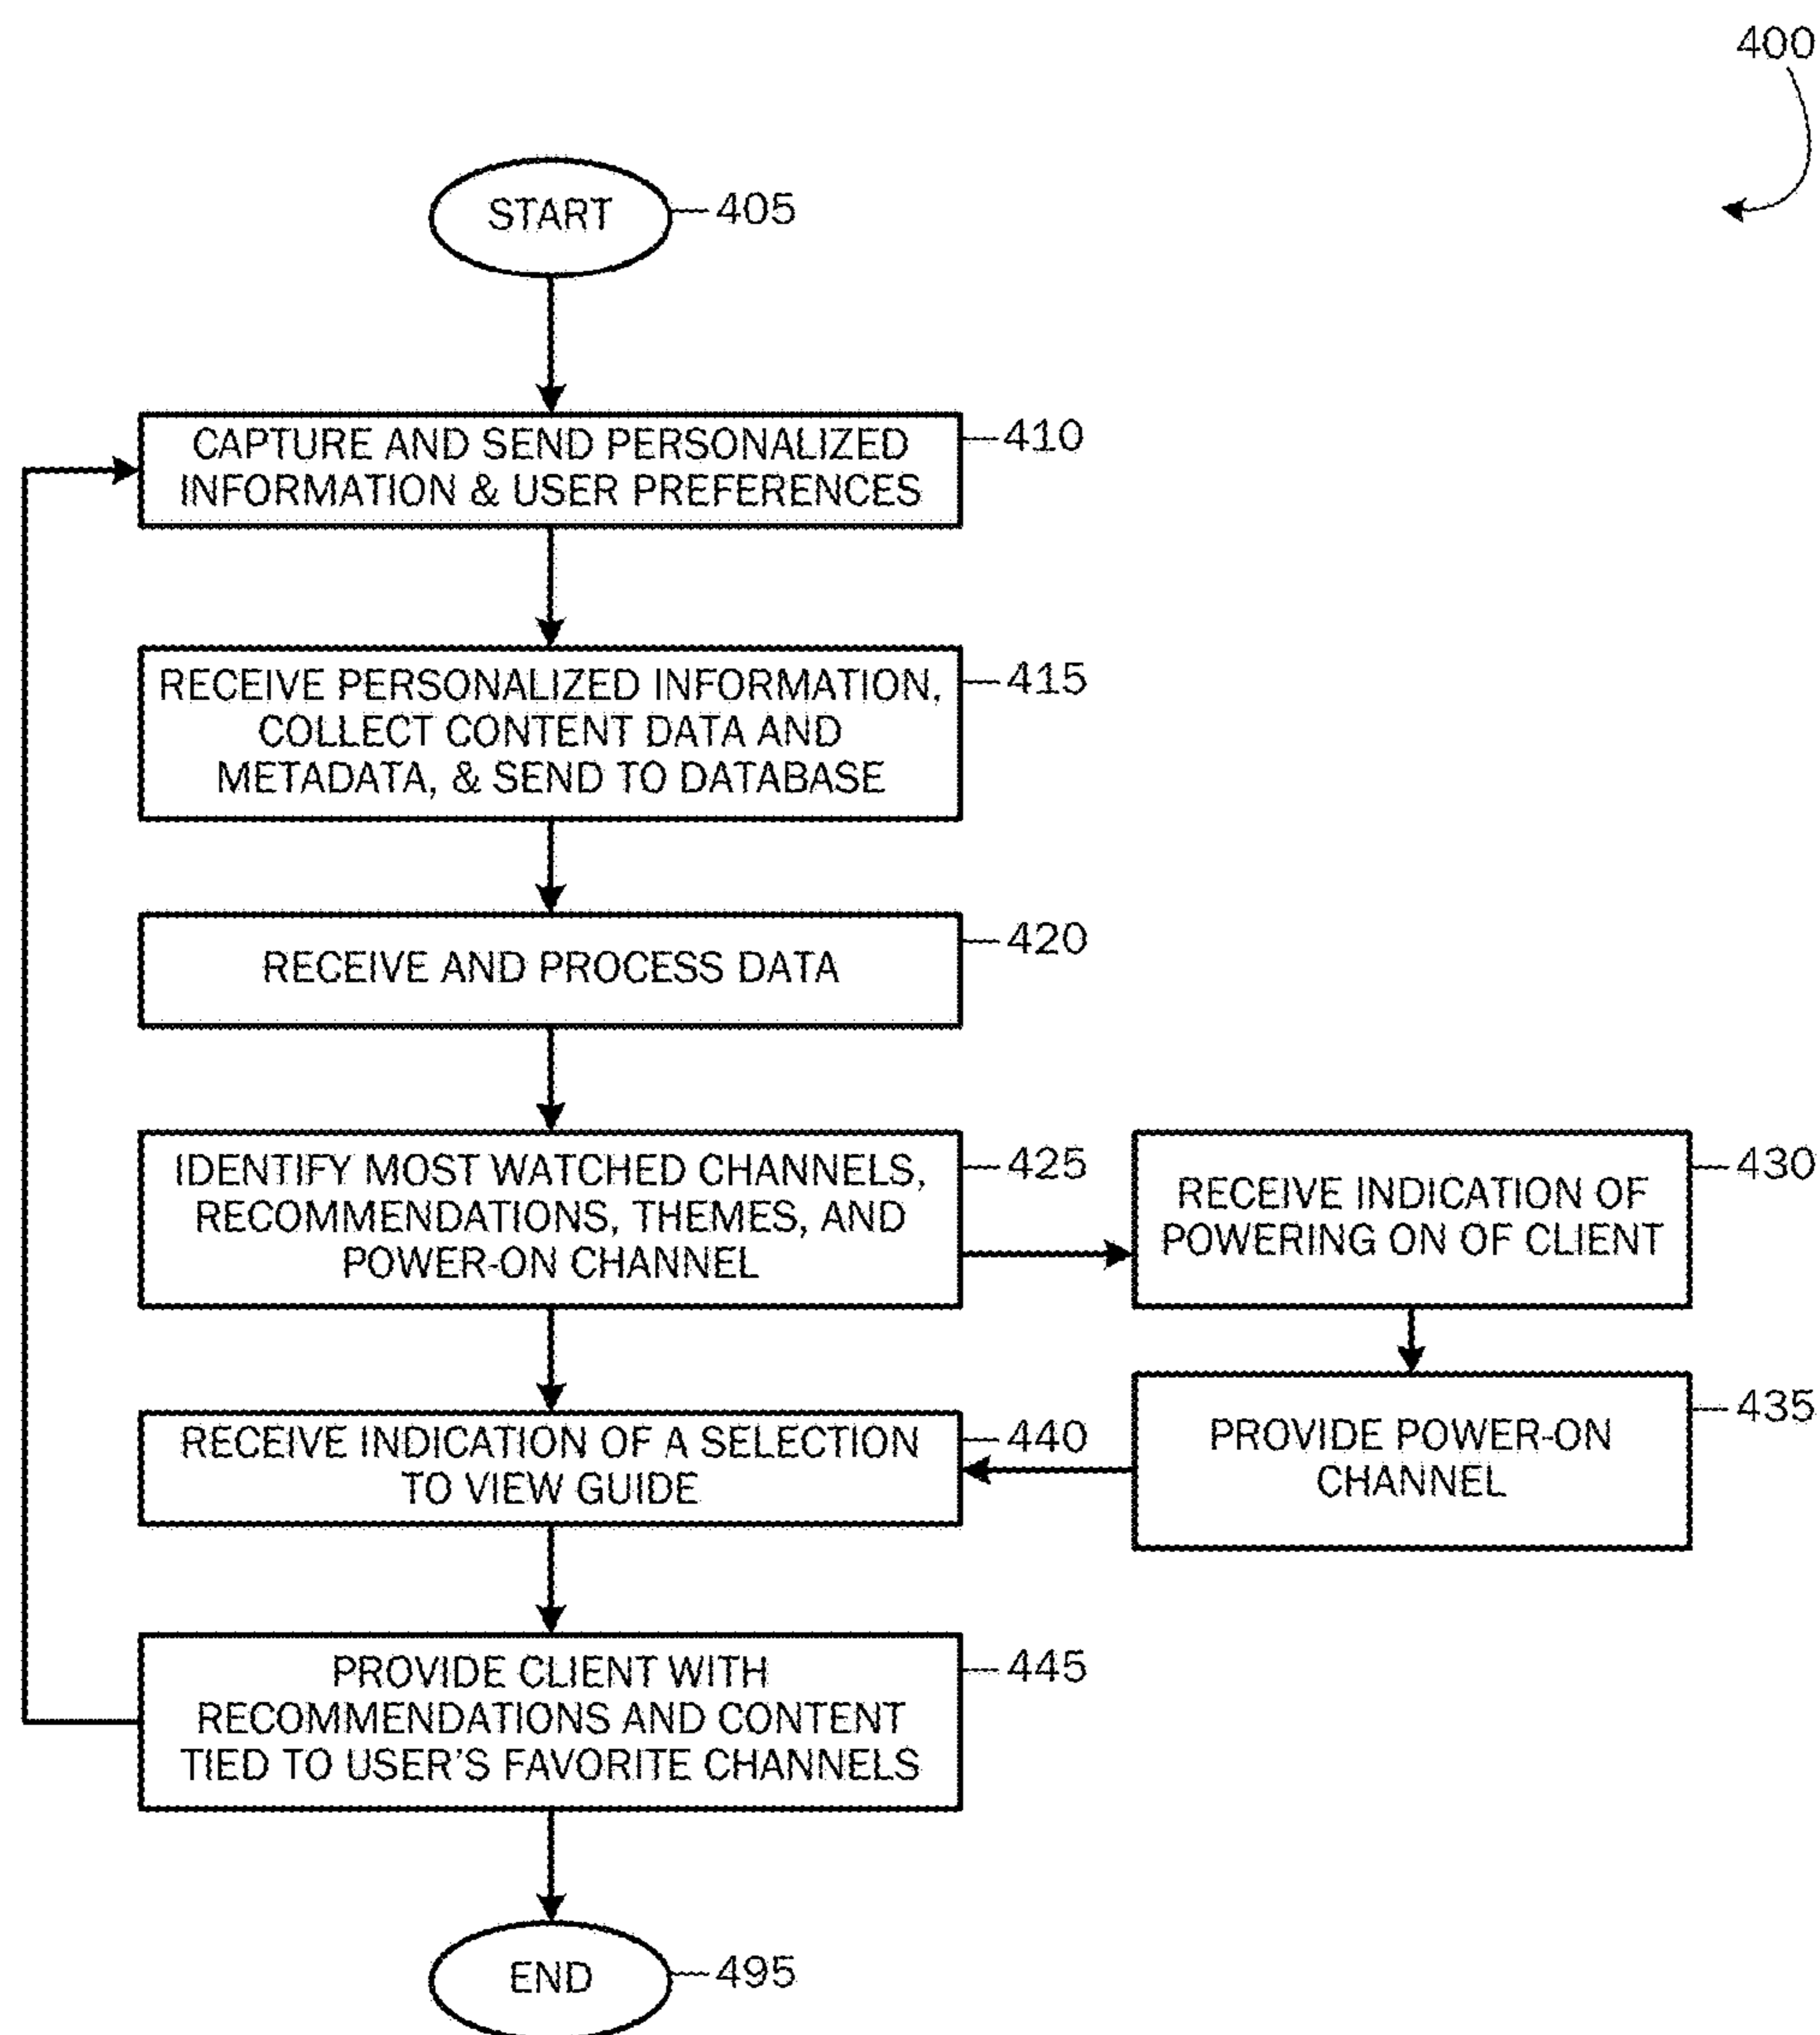 400
START
405
CAPTURE AND SEND PERSONALIZED
INFORMATION & USER PREFERENCES
410
RECEIVE PERSONALIZED INFORMATION,
COLLECT CONTENT DATA AND
METADATA, & SEND TO DATABASE
415
RECEIVE AND PROCESS DATA
420
IDENTIFY MOST WATCHED CHANNELS,
RECOMMENDATIONS, THEMES, AND
POWER-ON CHANNEL
425
RECEIVE INDICATION OF
POWERING ON OF CLIENT
430
PROVIDE POWER-ON
CHANNEL
435
RECEIVE INDICATION OF A SELECTION
TO VIEW GUIDE
440
PROVIDE CLIENT WITH
RECOMMENDATIONS AND CONTENT
TIED TO USER'S FAVORITE CHANNELS
445
END
495